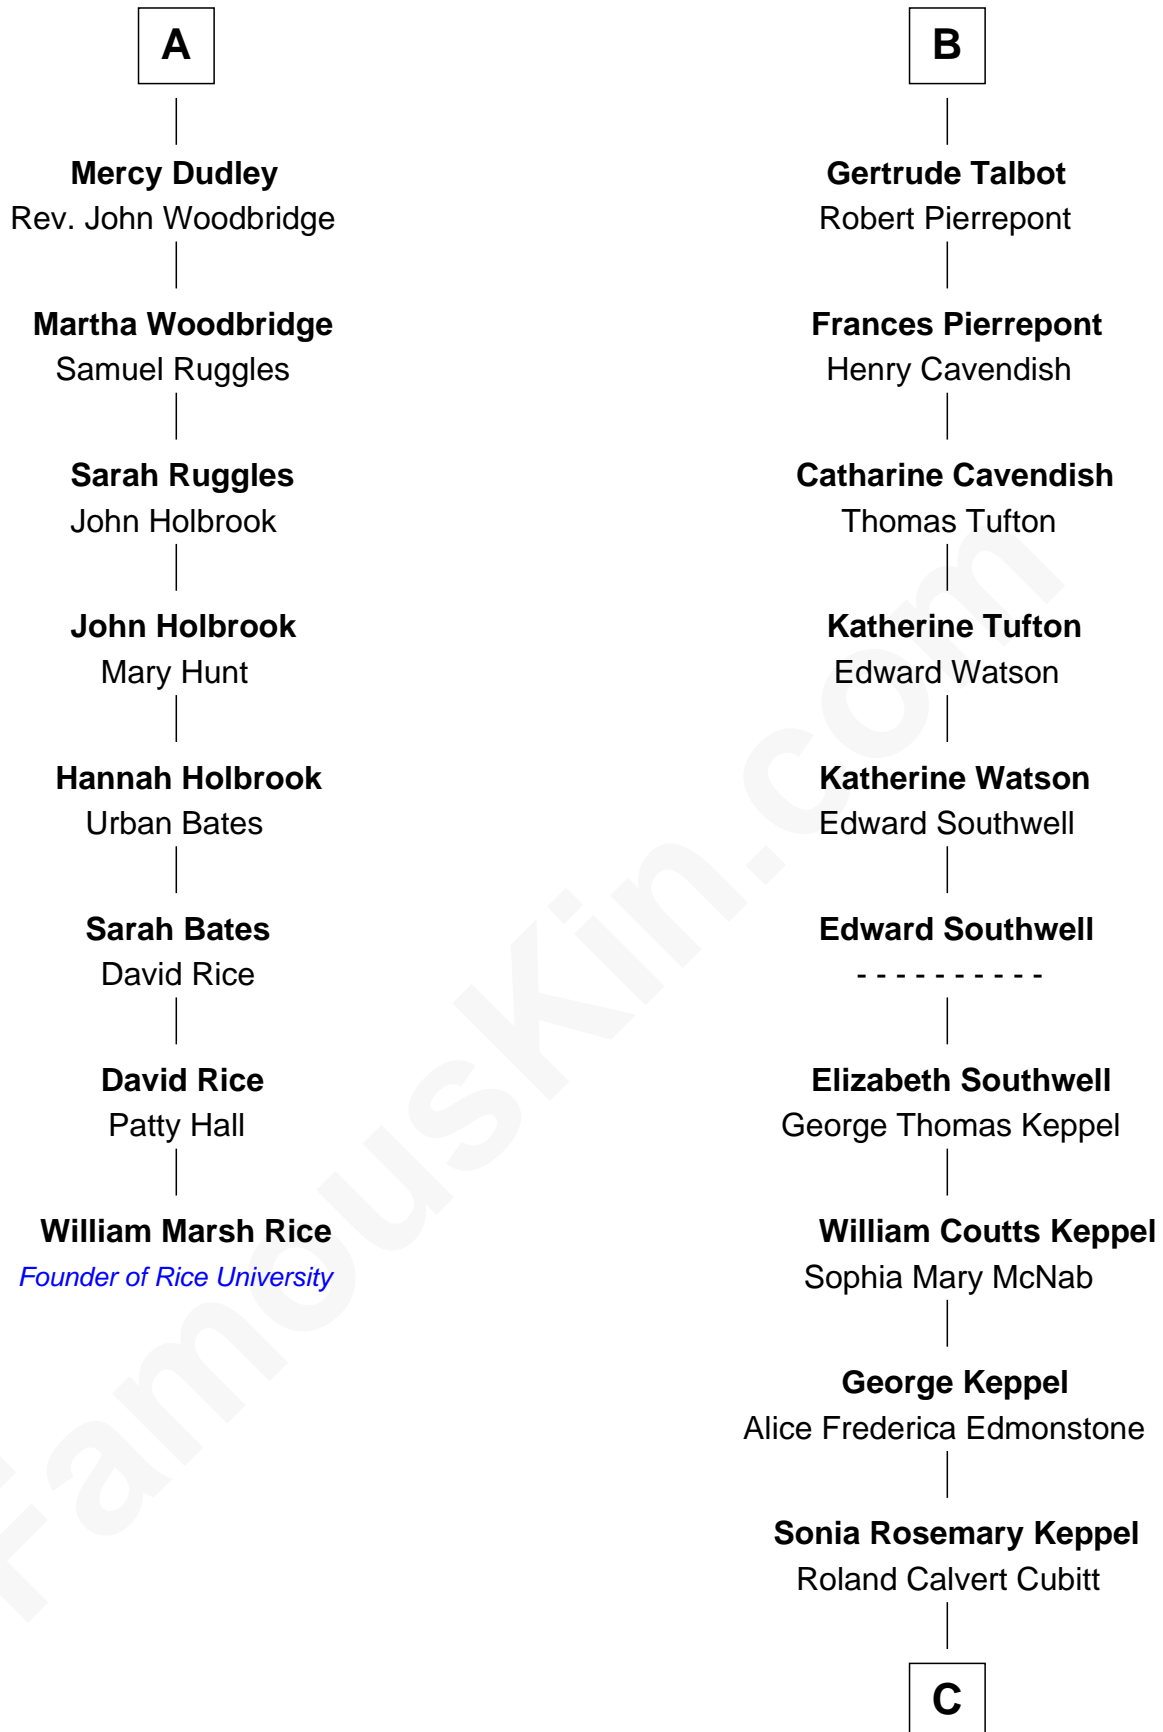 A
Mercy Dudley
Rev. John Woodbridge
Martha Woodbridge
Samuel Ruggles
Sarah Ruggles
John Holbrook
John Holbrook
Mary Hunt
Hannah Holbrook
Urban Bates
Sarah Bates
David Rice
David Rice
Patty Hall
William Marsh Rice
Founder of Rice University
B
Gertrude Talbot
Robert Pierrepont
Frances Pierrepont
Henry Cavendish
Catharine Cavendish
Thomas Tufton
Katherine Tufton
Edward Watson
Katherine Watson
Edward Southwell
Edward Southwell
- - - - - - - - - -
Elizabeth Southwell
George Thomas Keppel
William Coutts Keppel
Sophia Mary McNab
George Keppel
Alice Frederica Edmonstone
Sonia Rosemary Keppel
Roland Calvert Cubitt
C
FamousKin.com